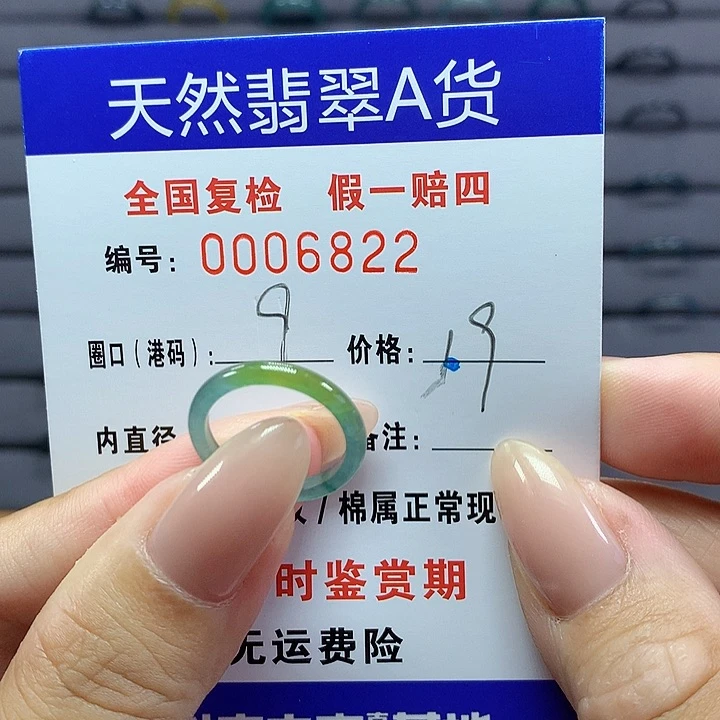 天然翡翠A货
全国复检 假一赔四
编号: 0006822
圈口(港码): 9 价格: 19
内直径 备注:
/棉属正常现
时鉴赏期
无运费险